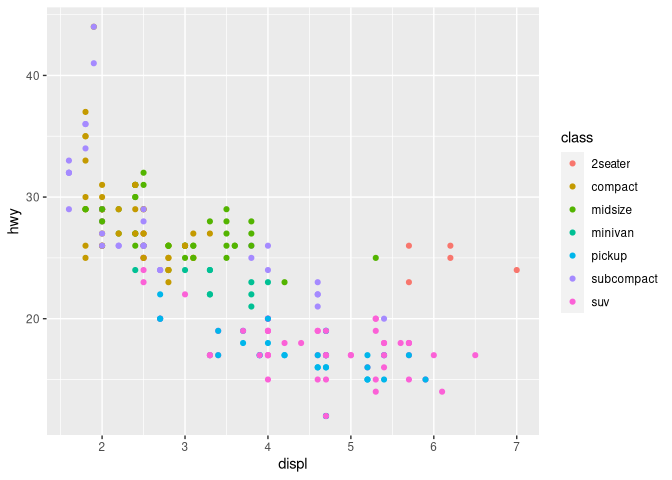 40
30
20
hwy
2
3
4
5
6
7
displ
class
2seater
compact
midsize
minivan
pickup
subcompact
suv